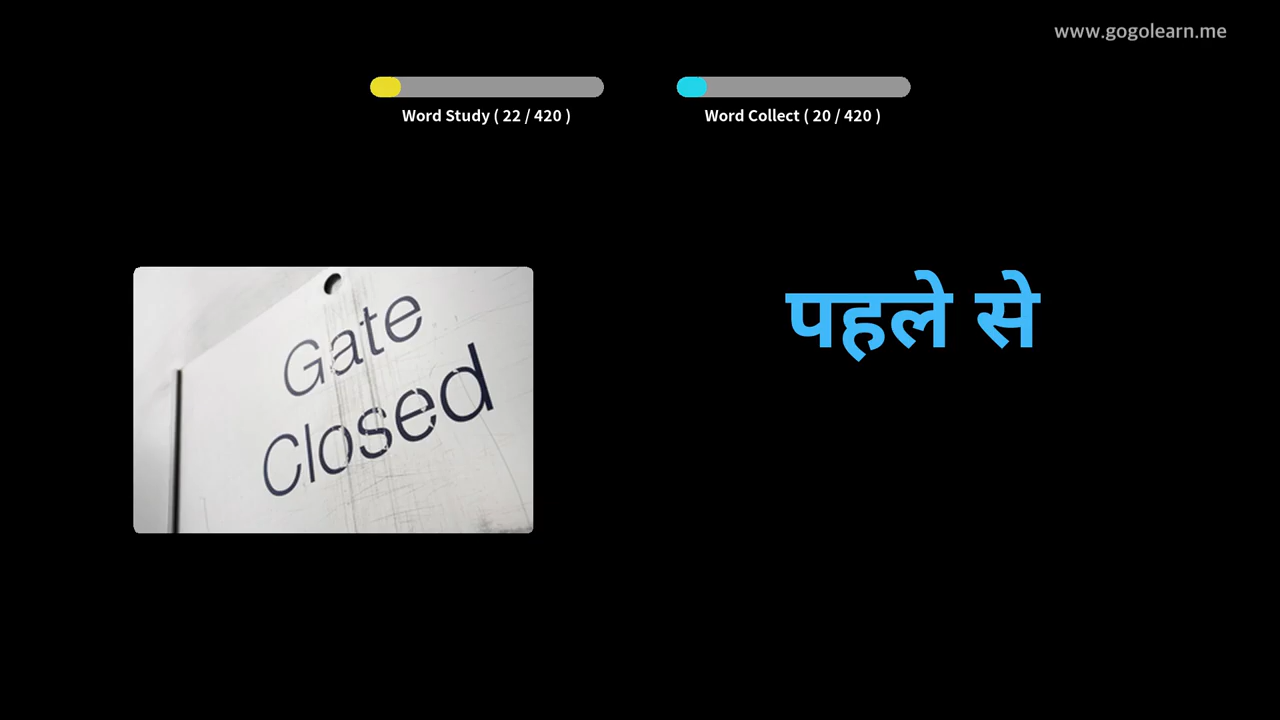 www.gogolearn.me
Word Study ( 22 / 420 )
Word Collect ( 20 / 420 )
Gate
Closed
पहले से